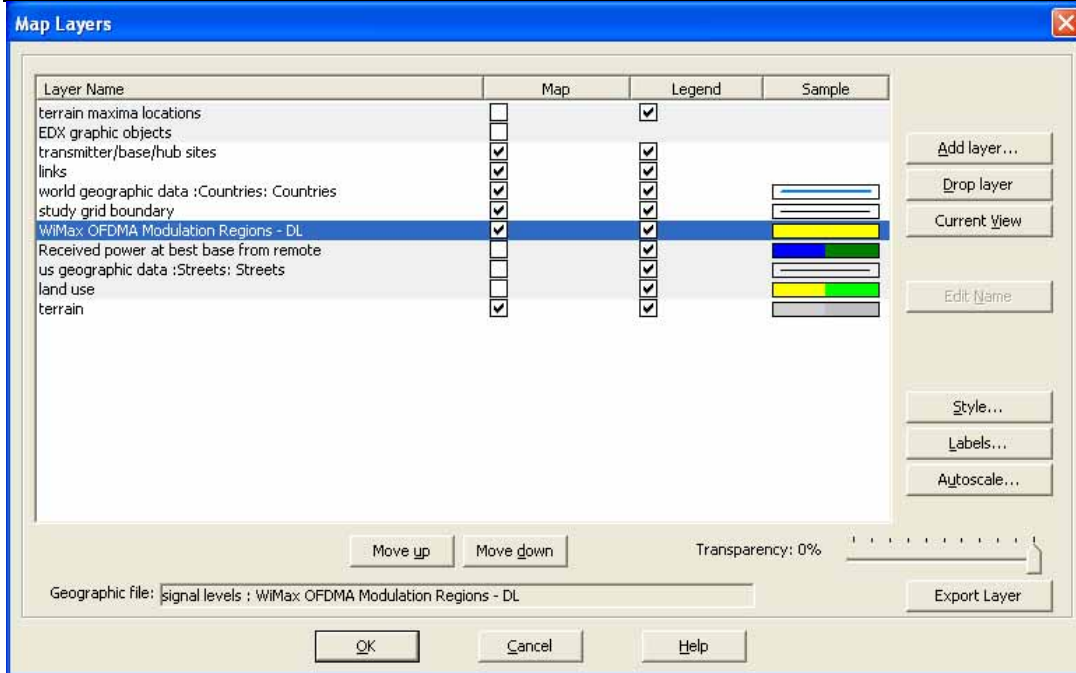 Map Layers
Layer Name Map Legend Sample
terrain maxima locations
EDX graphic objects
transmitter/base/hub sites
links
world geographic data :Countries: Countries
study grid boundary
WiMax OFDMA Modulation Regions - DL
Received power at best base from remote
us geographic data :Streets: Streets
land use
terrain
Add layer...
Drop layer
Current View
Edit Name
Style...
Labels...
Autoscale...
Move up Move down Transparency: 0%
Geographic file: signal levels : WiMax OFDMA Modulation Regions - DL Export Layer
OK Cancel Help